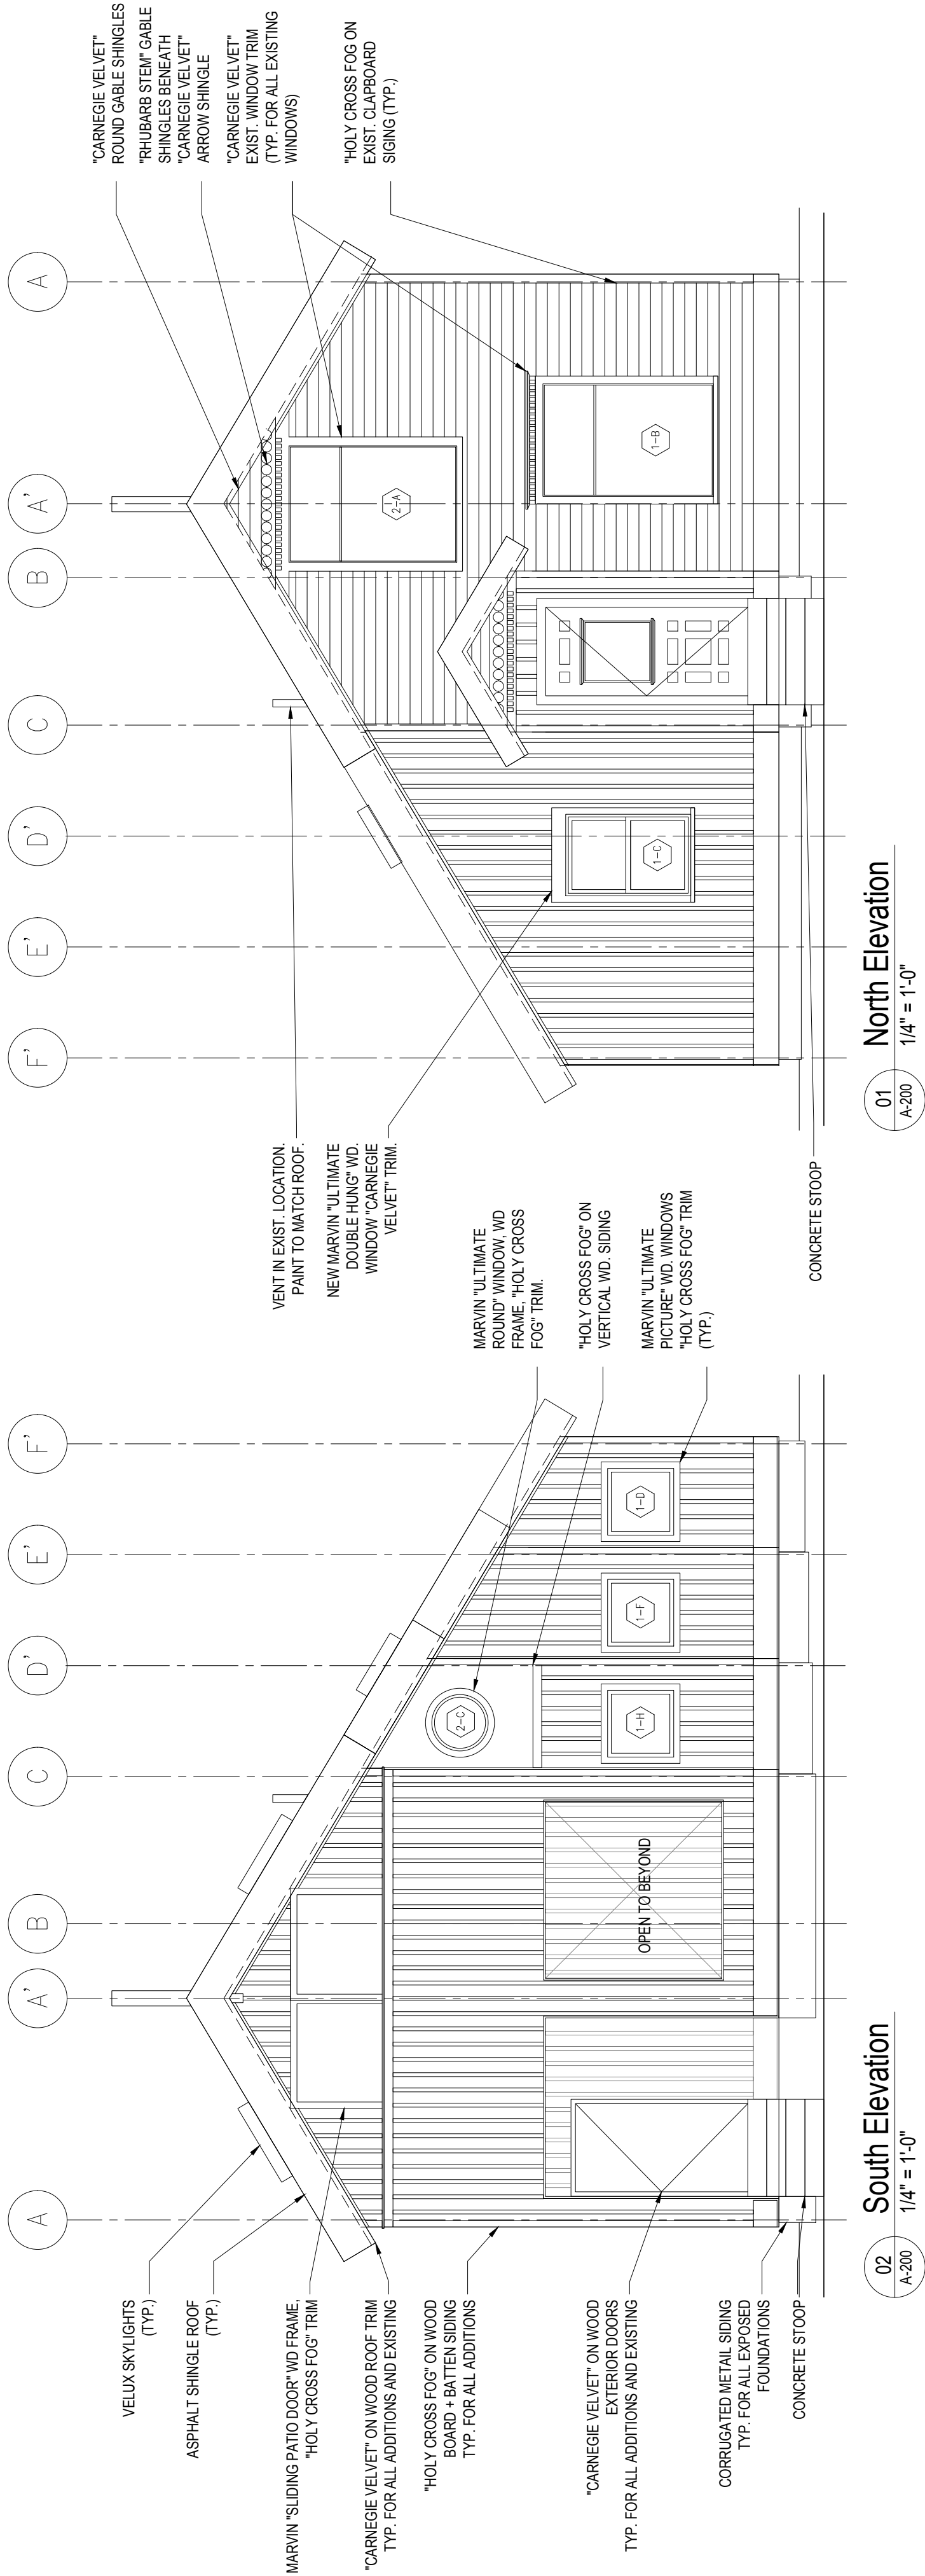 A
A'
B
C
D'
E'
F'
VELUX SKYLIGHTS
(TYP.)
ASPHALT SHINGLE ROOF
(TYP.)
MARVIN "SLIDING PATIO DOOR" WD FRAME,
"HOLY CROSS FOG" TRIM
"CARNEGIE VELVET" ON WOOD ROOF TRIM
TYP. FOR ALL ADDITIONS AND EXISTING
"HOLY CROSS FOG" ON WOOD
BOARD + BATTEN SIDING
TYP. FOR ALL ADDITIONS
"CARNEGIE VELVET" ON WOOD
EXTERIOR DOORS
TYP. FOR ALL ADDITIONS AND EXISTING
CORRUGATED METAIL SIDING
TYP. FOR ALL EXPOSED
FOUNDATIONS
CONCRETE STOOP
OPEN TO BEYOND
2-C
1-H
1-F
1-D
MARVIN "ULTIMATE
ROUND" WINDOW, WD
FRAME, "HOLY CROSS
FOG" TRIM.
"HOLY CROSS FOG" ON
VERTICAL WD. SIDING
MARVIN "ULTIMATE
PICTURE" WD. WINDOWS
"HOLY CROSS FOG" TRIM
(TYP.)
02
A-200
South Elevation
1/4" = 1'-0"
F'
E'
D'
C
B
A'
A
VENT IN EXIST. LOCATION.
PAINT TO MATCH ROOF.
NEW MARVIN "ULTIMATE
DOUBLE HUNG" WD.
WINDOW "CARNEGIE
VELVET" TRIM.
CONCRETE STOOP
1-C
2-A
1-B
"CARNEGIE VELVET"
ROUND GABLE SHINGLES
"RHUBARB STEM" GABLE
SHINGLES BENEATH
"CARNEGIE VELVET"
ARROW SHINGLE
"CARNEGIE VELVET"
EXIST. WINDOW TRIM
(TYP. FOR ALL EXISTING
WINDOWS)
"HOLY CROSS FOG ON
EXIST. CLAPBOARD
SIGING (TYP.)
01
A-200
North Elevation
1/4" = 1'-0"